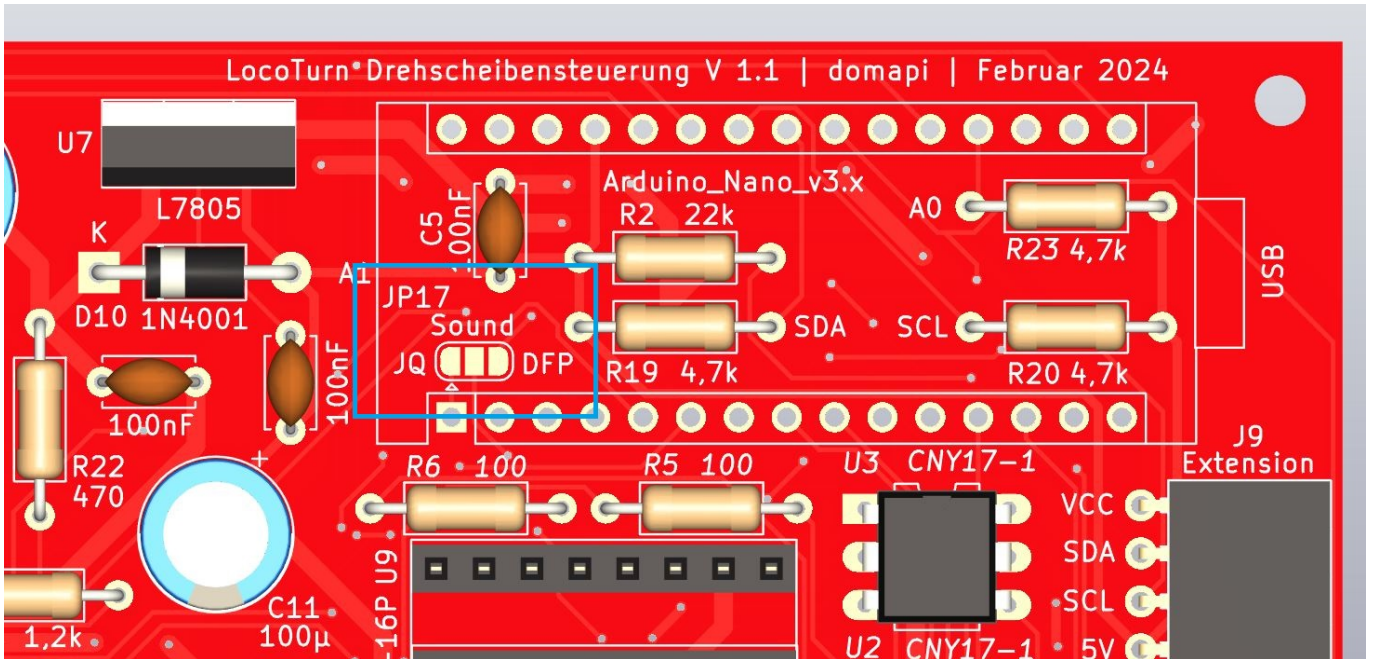 LocoTurn Drehscheibensteuerung V 1.1 | domapi | Februar 2024
U7
L7805
K
D10 1N4001
A1
C5
100nF
Arduino_Nano_v3.x
R2 22k
A0
R23 4,7k
USB
JP17
Sound
JQ
DFP
R19 4,7k
SDA
SCL
R20 4,7k
100nF
100nF
R22
470
+
R6 100
R5 100
U3 CNY17-1
J9
Extension
VCC
SDA
SCL
5V
-16P U9
C11
100µ
1,2k
U2 CNY17-1